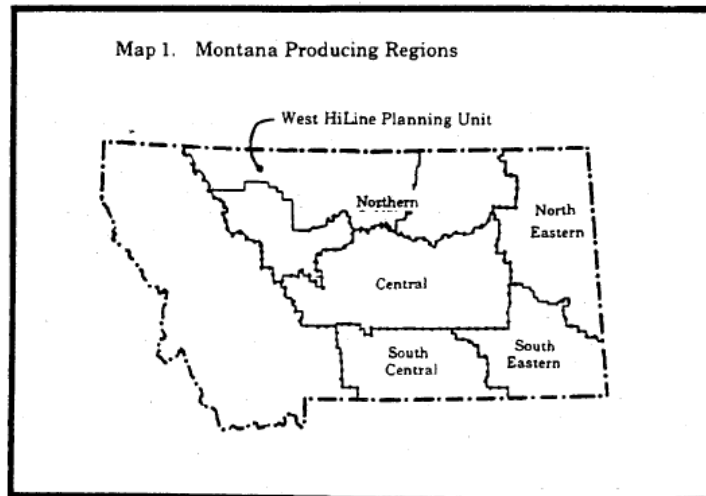 Map 1. Montana Producing Regions
West HiLine Planning Unit
Northern
North
Eastern
Central
South
Central
South
Eastern